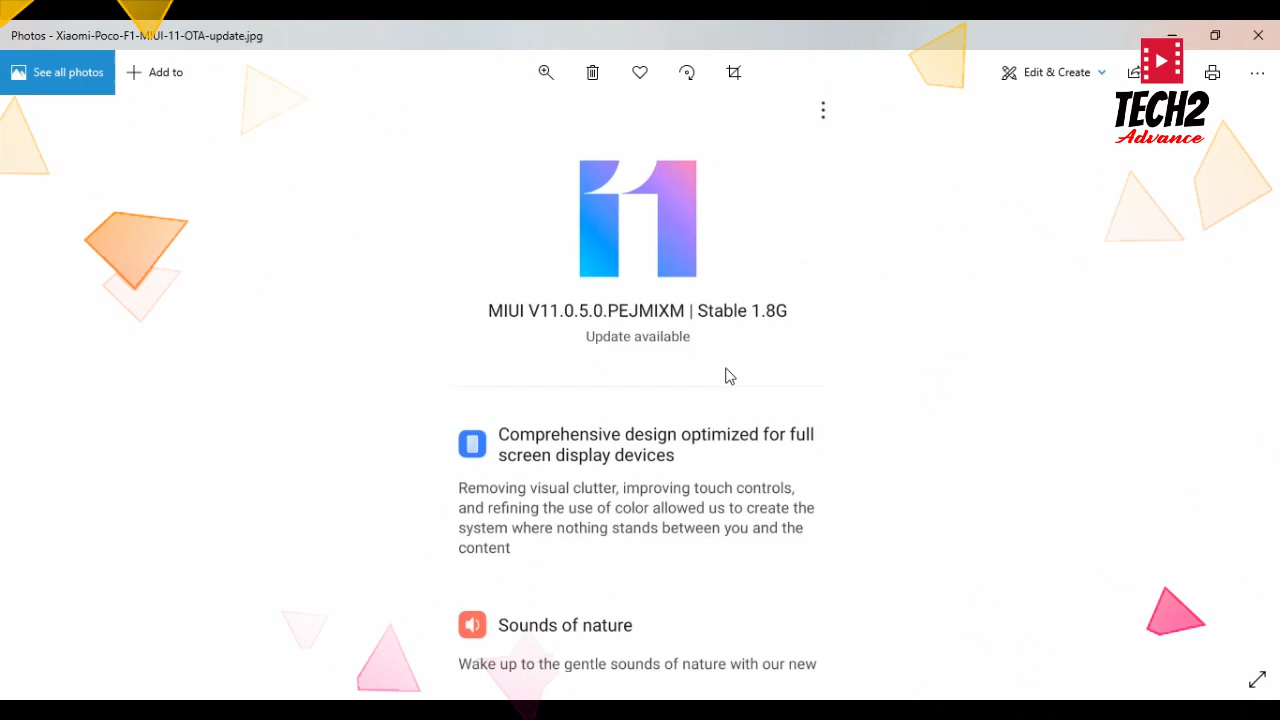 Photos - Xiaomi-Poco-F1-MIUI-11-OTA-update.jpg
See all photos
Add to
Edit & Create
TECH2
Advance
11
MIUI V11.0.5.0.PEJMIXM | Stable 1.8G
Update available
Comprehensive design optimized for full
screen display devices
Removing visual clutter, improving touch controls,
and refining the use of color allowed us to create the
system where nothing stands between you and the
content
Sounds of nature
Wake up to the gentle sounds of nature with our new